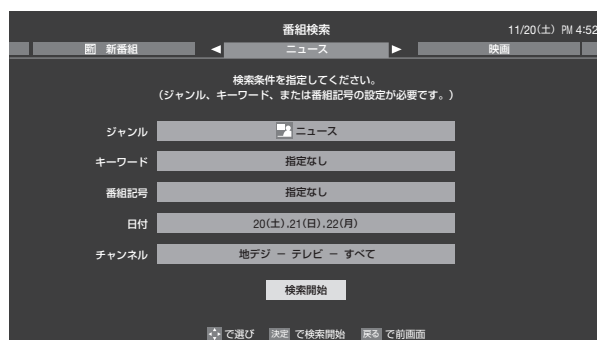 番組検索
11/20(土) PM 4:52
新 新番組 ◀ ニュース ▶ 映画
検索条件を指定してください。
(ジャンル、キーワード、または番組記号の設定が必要です。)
ジャンル ニュース
キーワード 指定なし
番組記号 指定なし
日付 20(土).21(日).22(月)
チャンネル 地デジ － テレビ － すべて
検索開始
で選び 決定 で検索開始 戻る で前画面